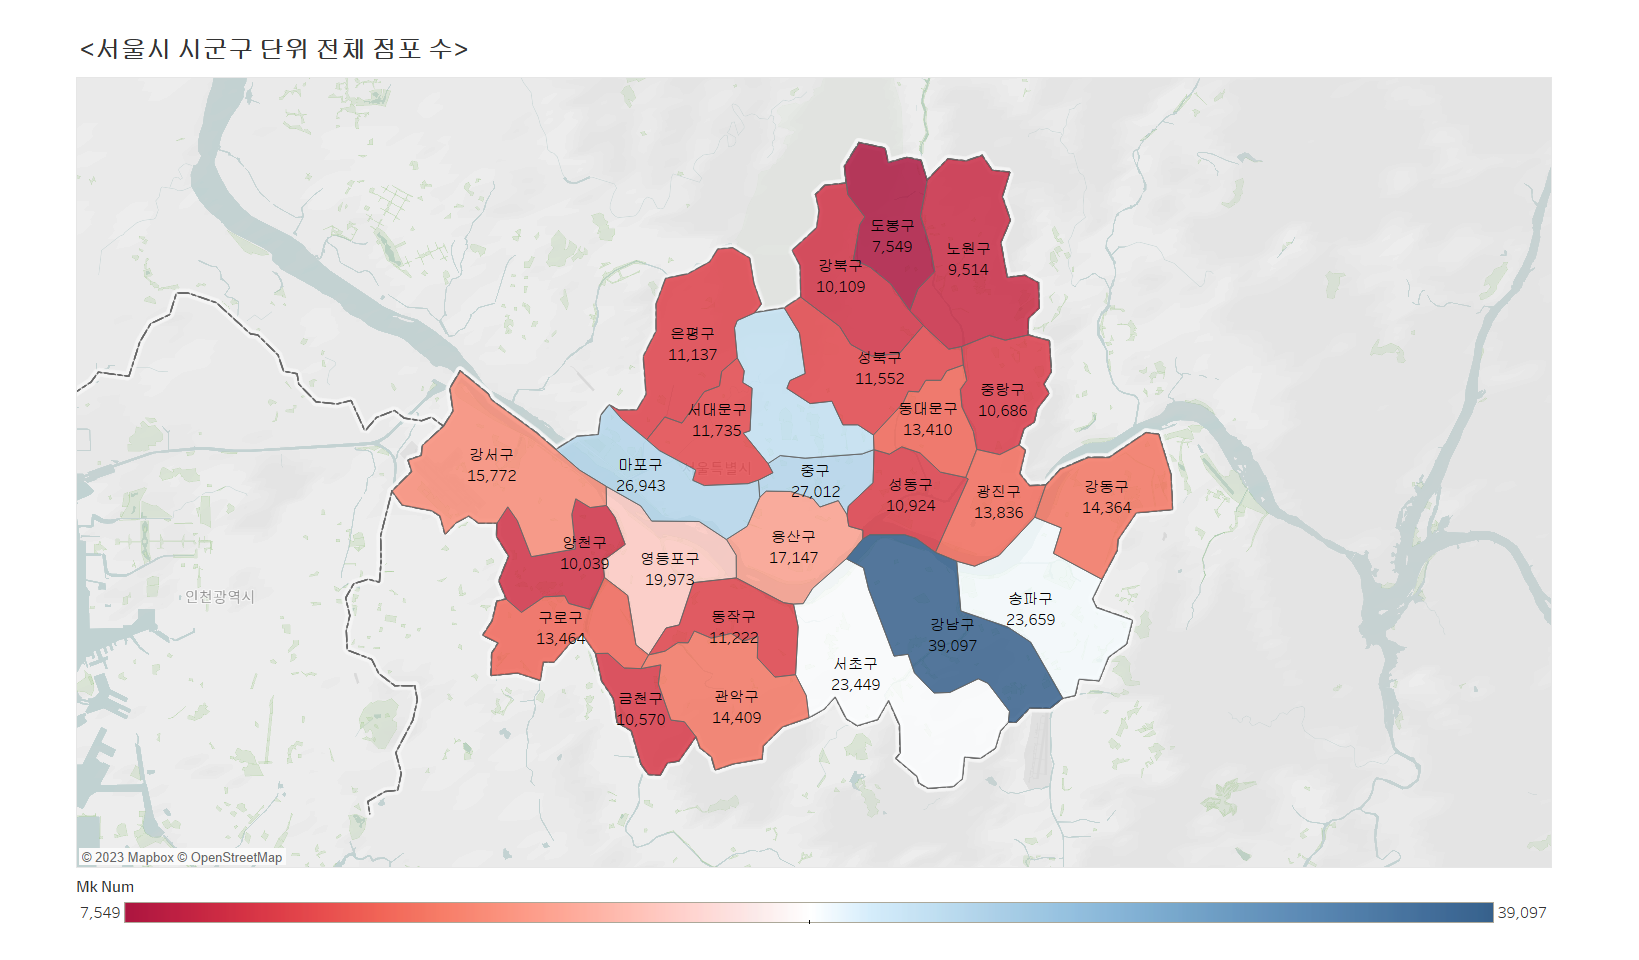 <서울시 시군구 단위 전체 점포 수>
도봉구
7,549
노원구
9,514
강북구
10,109
은평구
11,137
성북구
11,552
중랑구
10,686
서대문구
11,735
동대문구
13,410
강서구
15,772
마포구
26,943
서울특별시
중구
27,012
성동구
10,924
광진구
13,836
강동구
14,364
양천구
10,039
영등포구
19,973
용산구
17,147
인천광역시
구로구
13,464
동작구
11,222
강남구
39,097
송파구
23,659
서초구
23,449
금천구
10,570
관악구
14,409
© 2023 Mapbox © OpenStreetMap
Mk Num
7,549
39,097